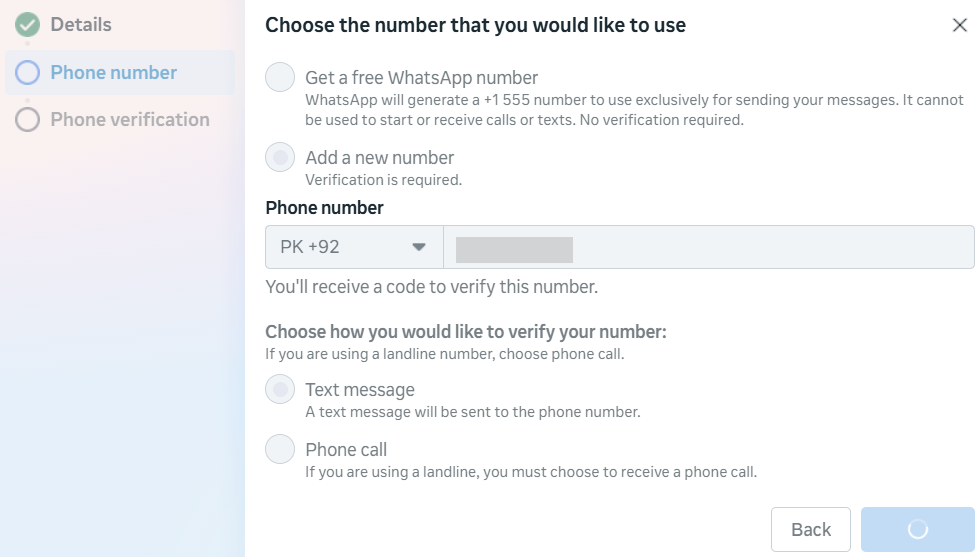 Details
Phone number
Phone verification
Choose the number that you would like to use
Get a free WhatsApp number
WhatsApp will generate a +1 555 number to use exclusively for sending your messages. It cannot
be used to start or receive calls or texts. No verification required.
Add a new number
Verification is required.
Phone number
PK +92
You'll receive a code to verify this number.
Choose how you would like to verify your number:
If you are using a landline number, choose phone call.
Text message
A text message will be sent to the phone number.
Phone call
If you are using a landline, you must choose to receive a phone call.
Back